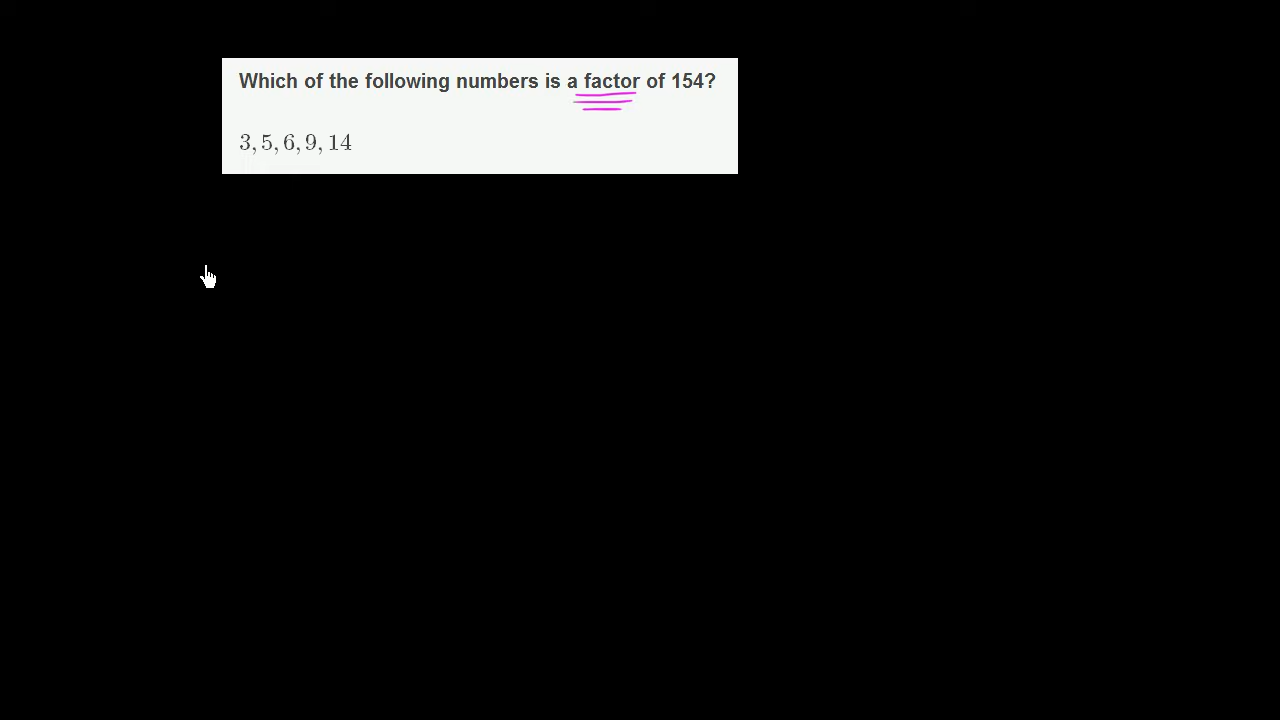 Which of the following numbers is a factor of 154?
3, 5, 6, 9, 14